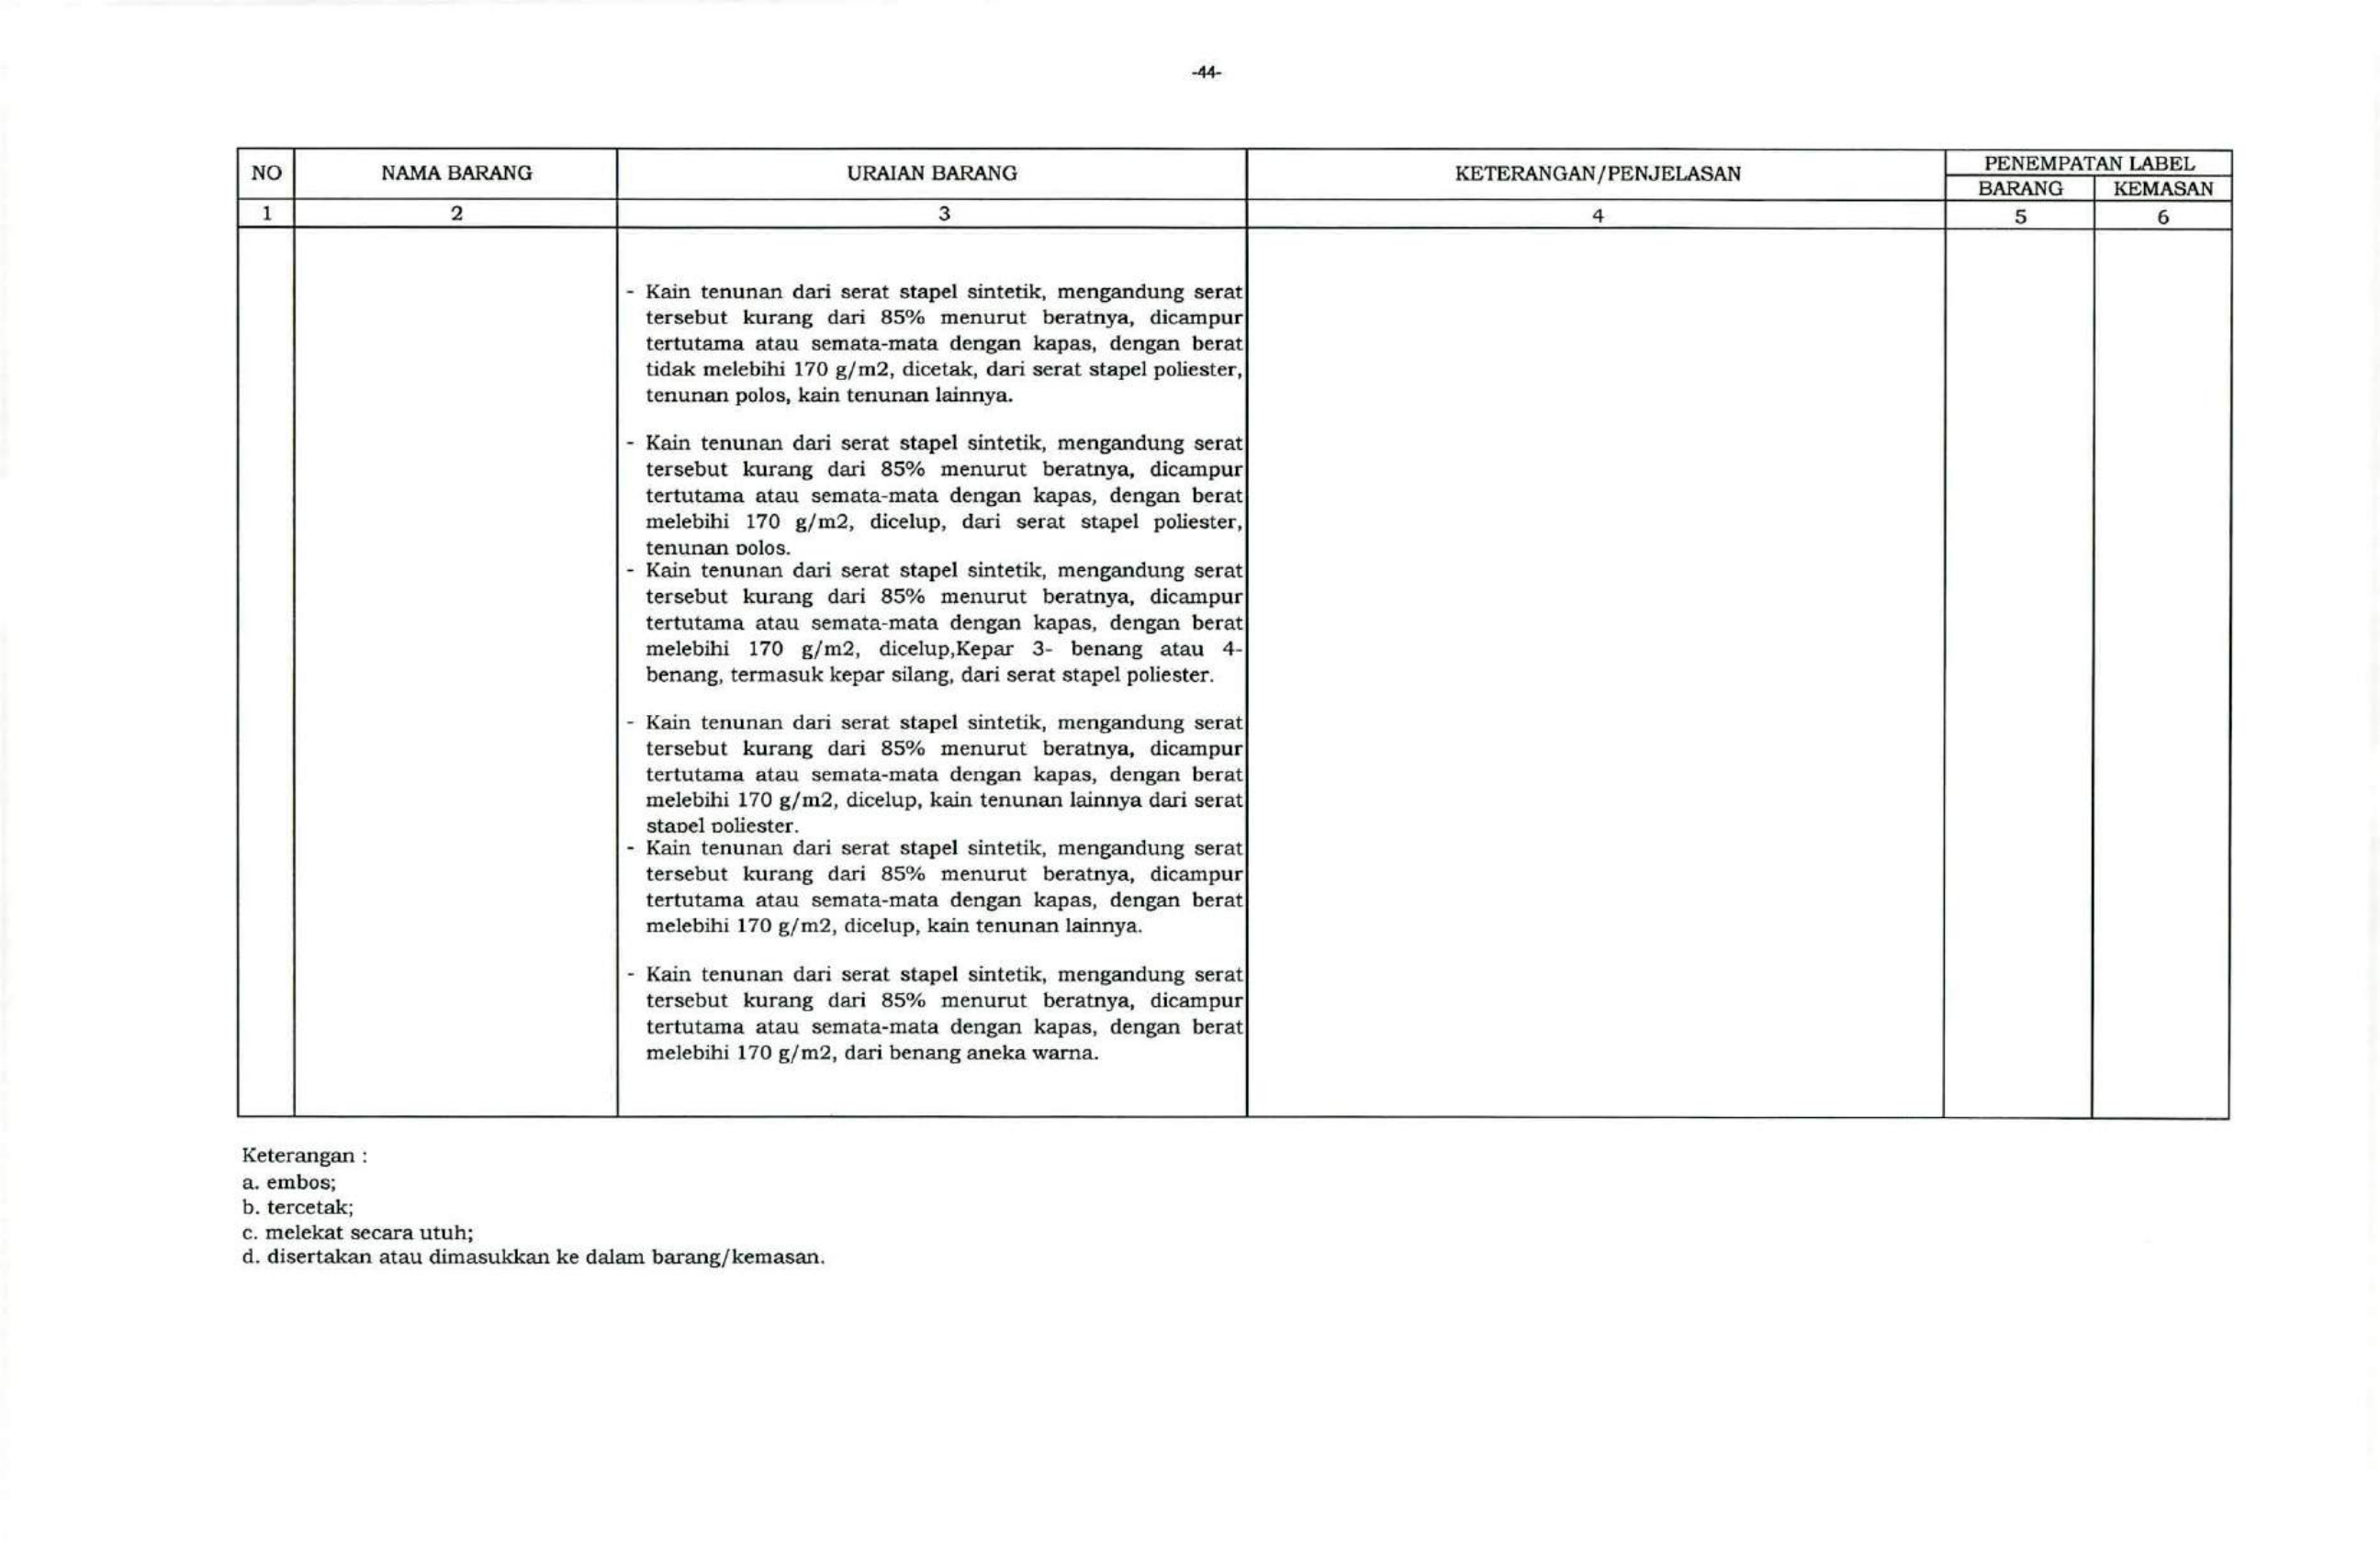 -44-
NO NAMA BARANG URAIAN BARANG KETERANGAN/PENJELASAN PENEMPATAN LABEL
BARANG KEMASAN
1 2 3 4 5 6
- Kain tenunan dari serat stapel sintetik, mengandung serat
tersebut kurang dari 85% menurut beratnya, dicampur
tertutama atau semata-mata dengan kapas, dengan berat
tidak melebihi 170 g/m2, dicetak, dari serat stapel poliester,
tenunan polos, kain tenunan lainnya.
- Kain tenunan dari serat stapel sintetik, mengandung serat
tersebut kurang dari 85% menurut beratnya, dicampur
tertutama atau semata-mata dengan kapas, dengan berat
melebihi 170 g/m2, dicelup, dari serat stapel poliester,
tenunan polos.
- Kain tenunan dari serat stapel sintetik, mengandung serat
tersebut kurang dari 85% menurut beratnya, dicampur
tertutama atau semata-mata dengan kapas, dengan berat
melebihi 170 g/m2, dicelup,Kepar 3- benang atau 4-
benang, termasuk kepar silang, dari serat stapel poliester.
- Kain tenunan dari serat stapel sintetik, mengandung serat
tersebut kurang dari 85% menurut beratnya, dicampur
tertutama atau semata-mata dengan kapas, dengan berat
melebihi 170 g/m2, dicelup, kain tenunan lainnya dari serat
stapel poliester.
- Kain tenunan dari serat stapel sintetik, mengandung serat
tersebut kurang dari 85% menurut beratnya, dicampur
tertutama atau semata-mata dengan kapas, dengan berat
melebihi 170 g/m2, dicelup, kain tenunan lainnya.
- Kain tenunan dari serat stapel sintetik, mengandung serat
tersebut kurang dari 85% menurut beratnya, dicampur
tertutama atau semata-mata dengan kapas, dengan berat
melebihi 170 g/m2, dari benang aneka warna.
Keterangan :
a. embos;
b. tercetak;
c. melekat secara utuh;
d. disertakan atau dimasukkan ke dalam barang/kemasan.